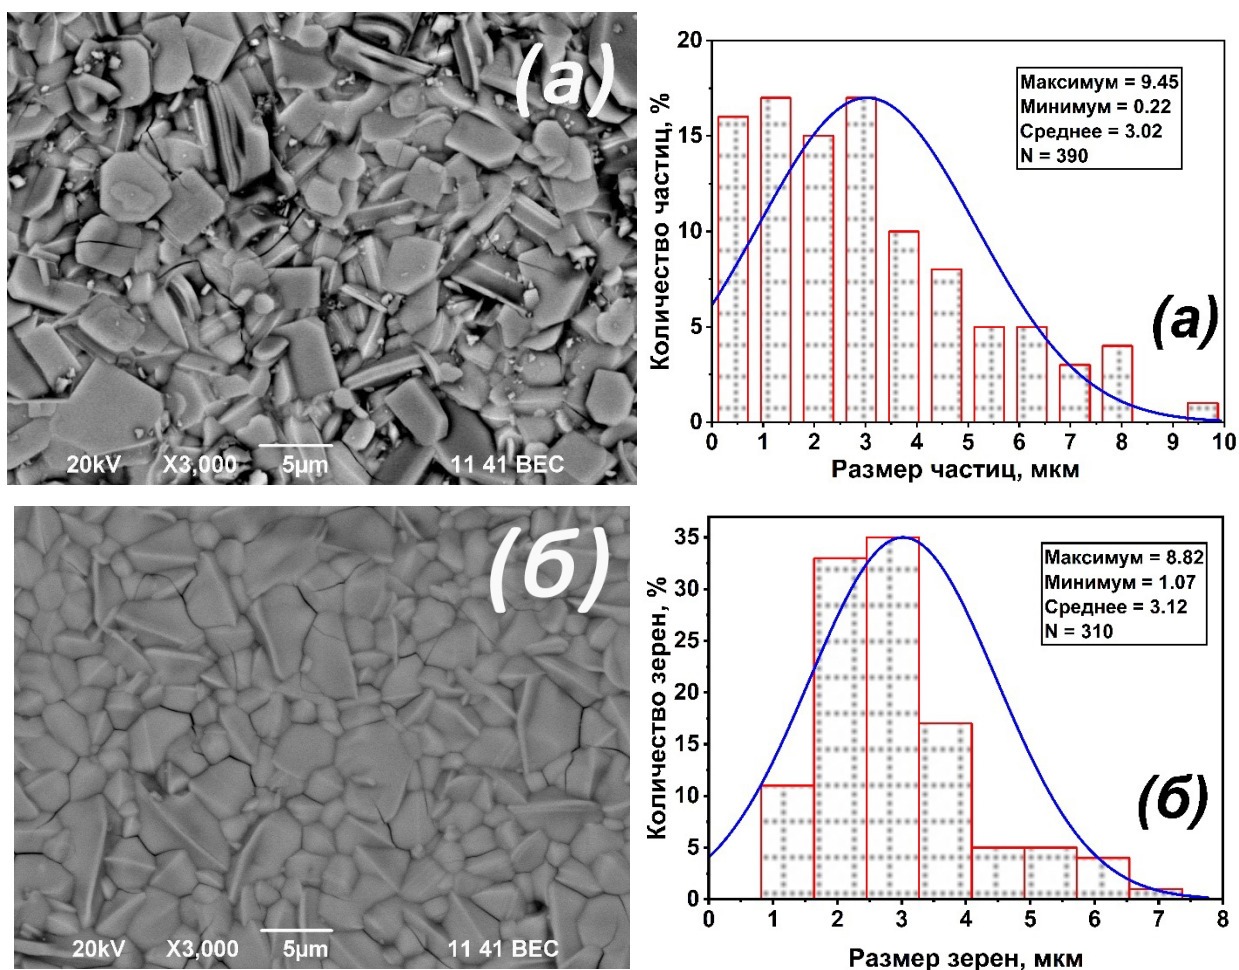 (а)
20kV X3,000 5µm 11 41 BEC
20
15
10
5
0
Количество частиц, %
Максимум = 9.45
Минимум = 0.22
Среднее = 3.02
N = 390
(а)
0 1 2 3 4 5 6 7 8 9 10
Размер частиц, мкм
(б)
20kV X3,000 5µm 11 41 BEC
35
30
25
20
15
10
5
0
Количество зерен, %
Максимум = 8.82
Минимум = 1.07
Среднее = 3.12
N = 310
(б)
0 1 2 3 4 5 6 7 8
Размер зерен, мкм